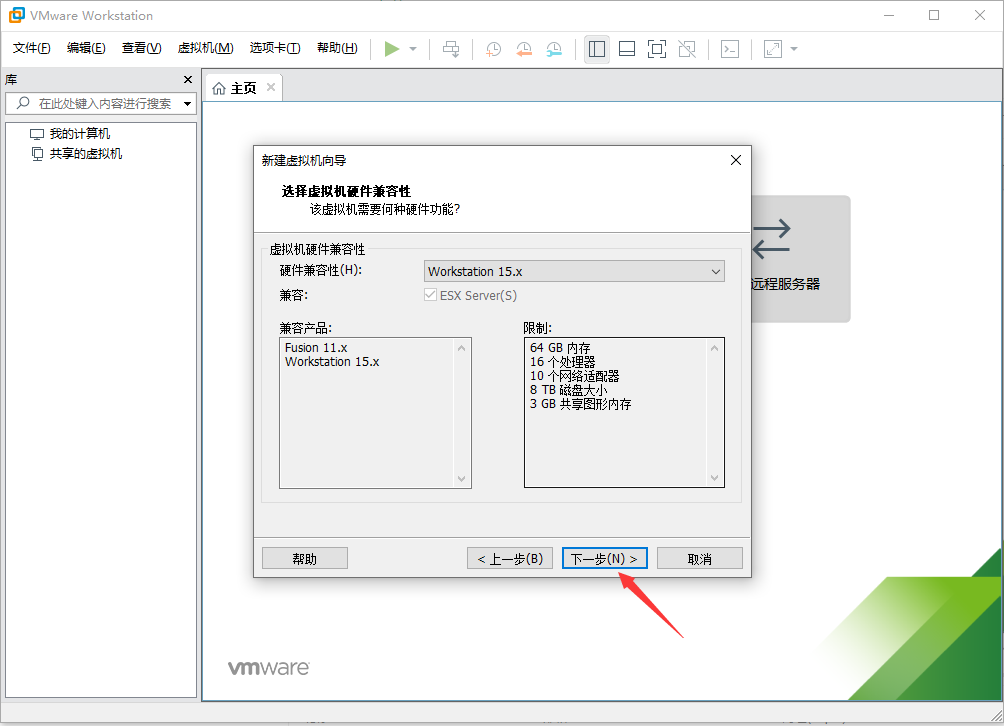 VMware Workstation
文件(F) 编辑(E) 查看(V) 虚拟机(M) 选项卡(T) 帮助(H)
库
在此处键入内容进行搜索
我的计算机
共享的虚拟机
主页
新建虚拟机向导
选择虚拟机硬件兼容性
该虚拟机需要何种硬件功能?
虚拟机硬件兼容性
硬件兼容性(H):
Workstation 15.x
兼容:
ESX Server(S)
兼容产品:
Fusion 11.x
Workstation 15.x
限制:
64 GB 内存
16 个处理器
10 个网络适配器
8 TB 磁盘大小
3 GB 共享图形内存
远程服务器
帮助
< 上一步(B)
下一步(N) >
取消
vmware